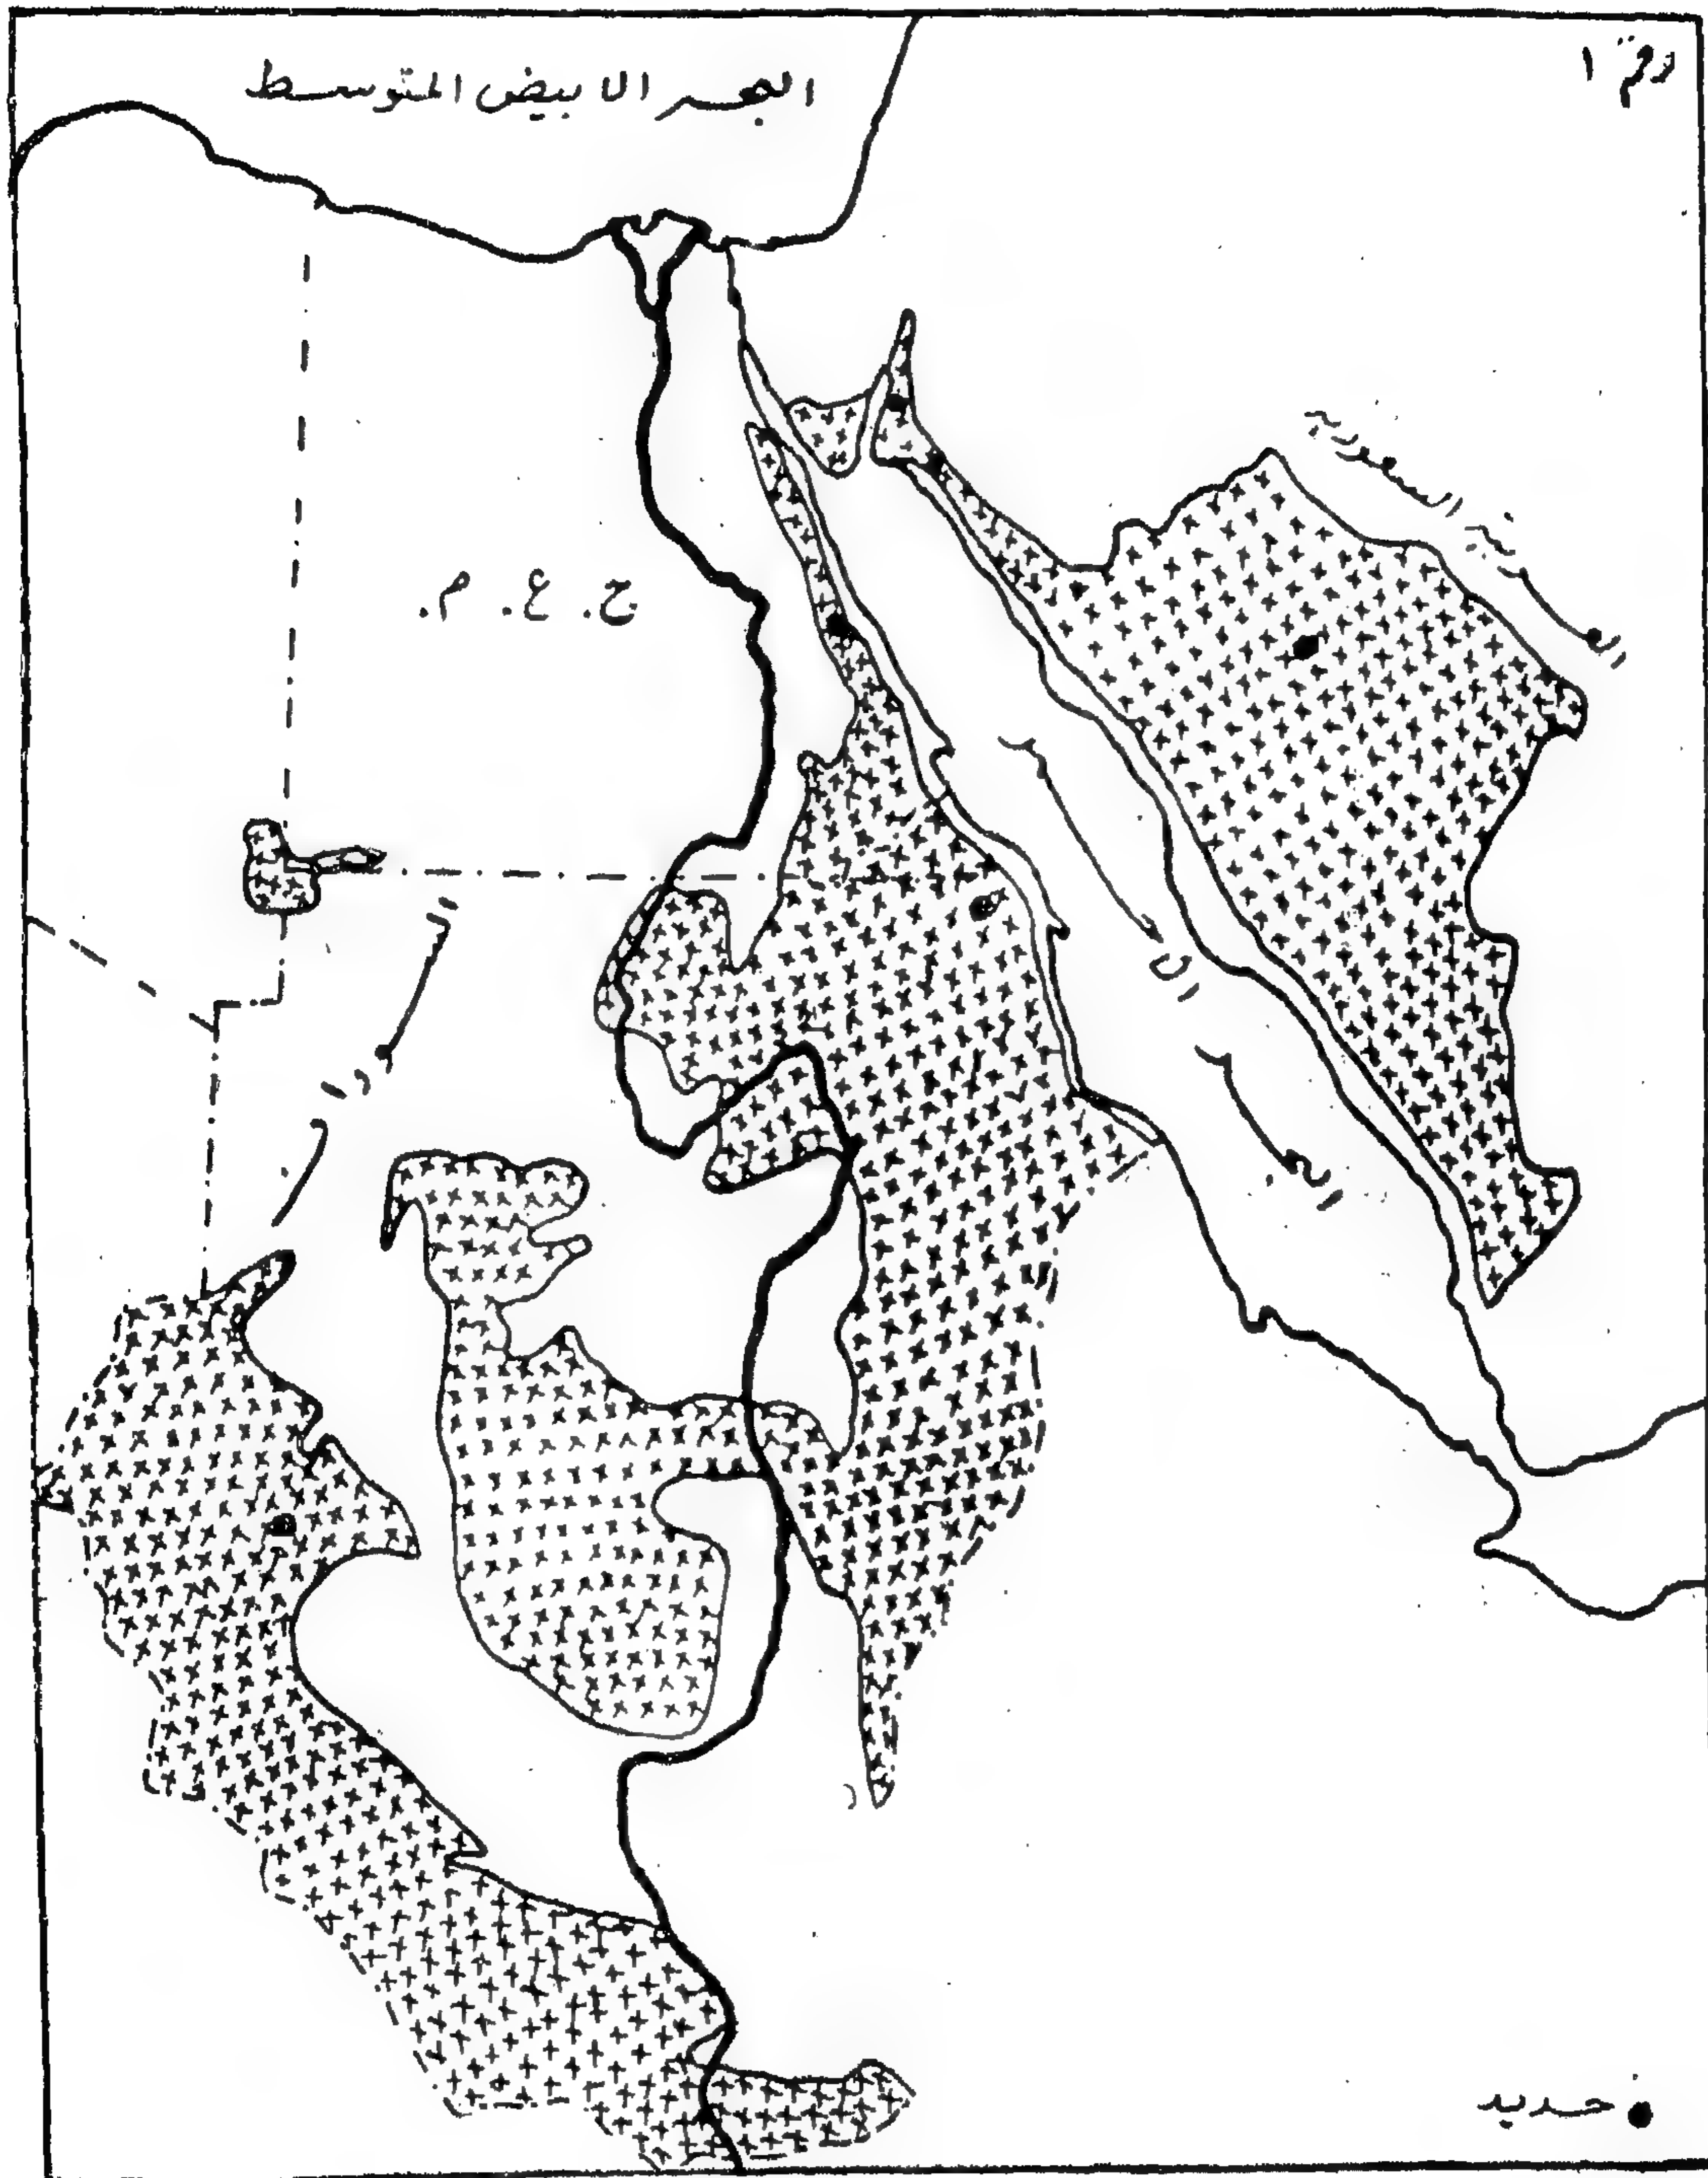 رقم ١
البحر الابيض المتوسط
العربية السعودية
ج. ع. م.
البحر
الاحمر
السودان
حديد